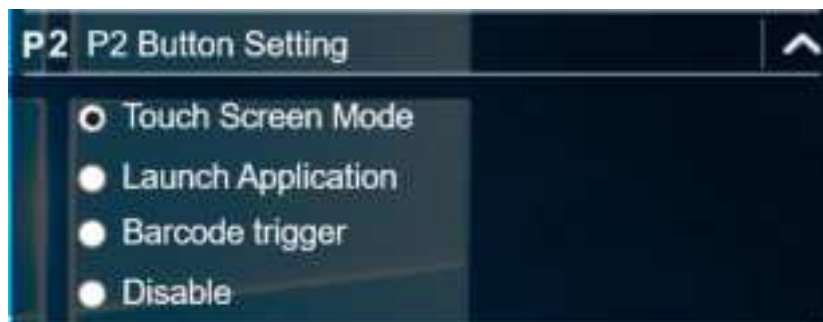 P2 P2 Button Setting
Touch Screen Mode
Launch Application
Barcode trigger
Disable